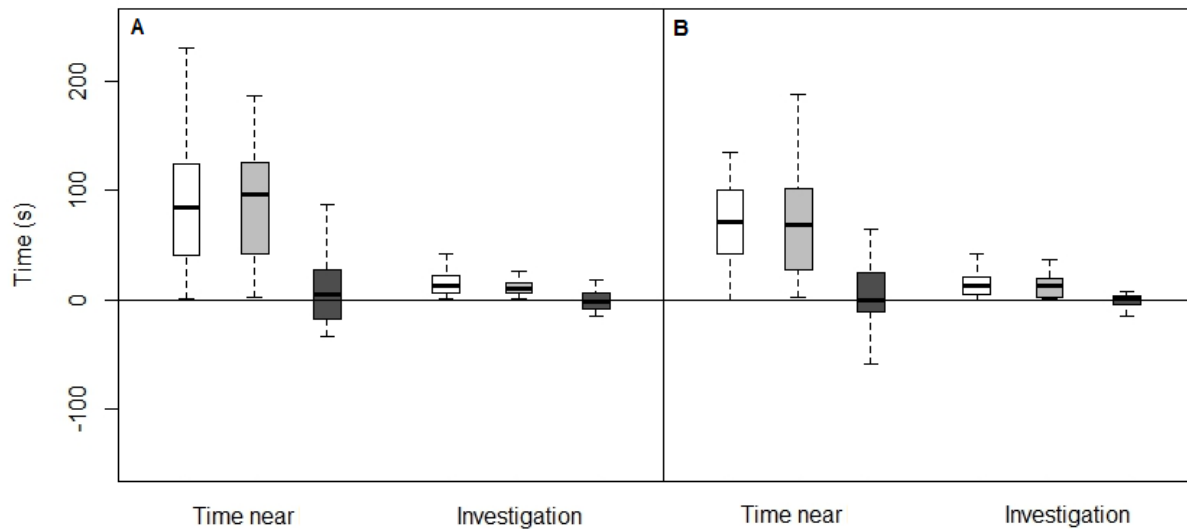 A
B
200
100
0
-100
Time (s)
Time near
Investigation
Time near
Investigation